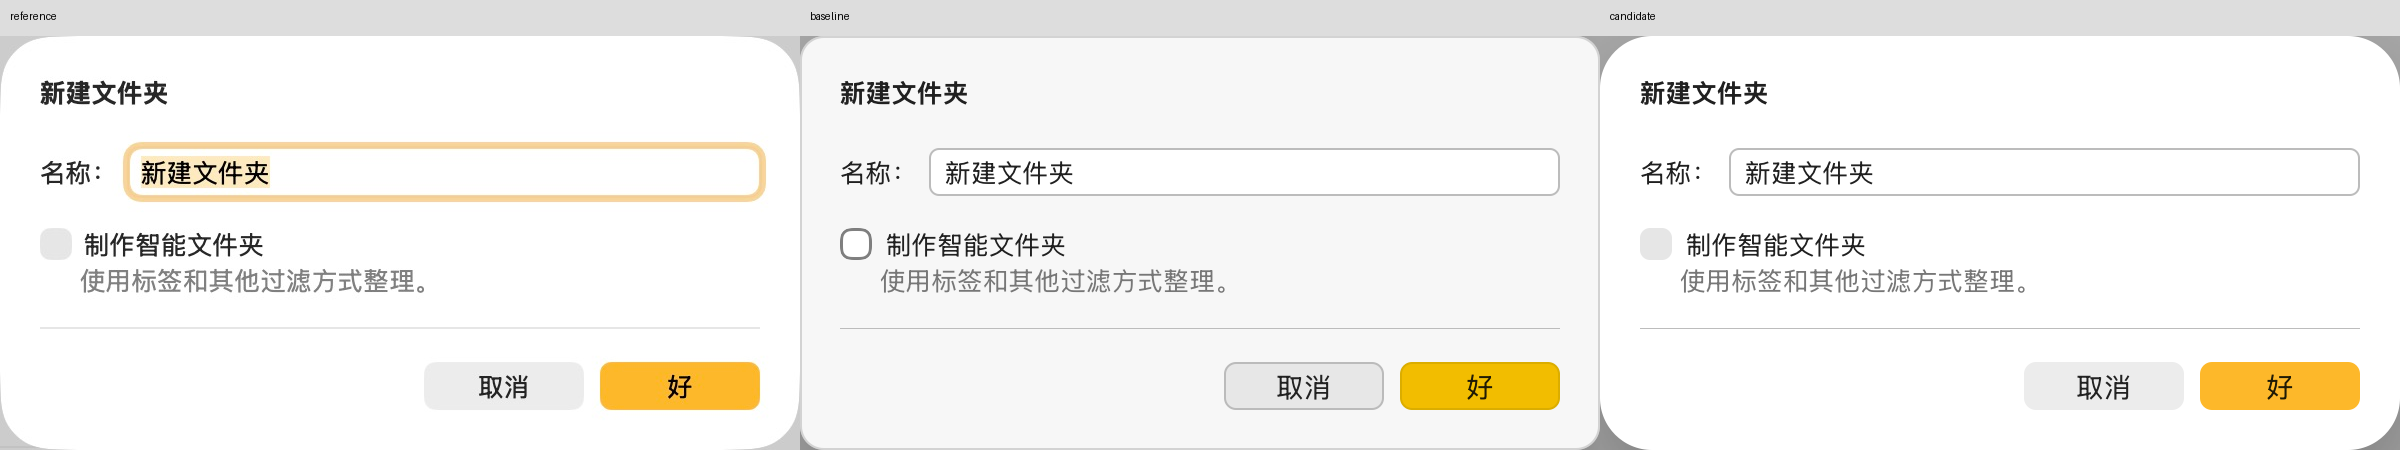 reference
新建文件夹
名称：
新建文件夹
制作智能文件夹
使用标签和其他过滤方式整理。
取消
好
baseline
新建文件夹
名称：
新建文件夹
制作智能文件夹
使用标签和其他过滤方式整理。
取消
好
candidate
新建文件夹
名称：
新建文件夹
制作智能文件夹
使用标签和其他过滤方式整理。
取消
好